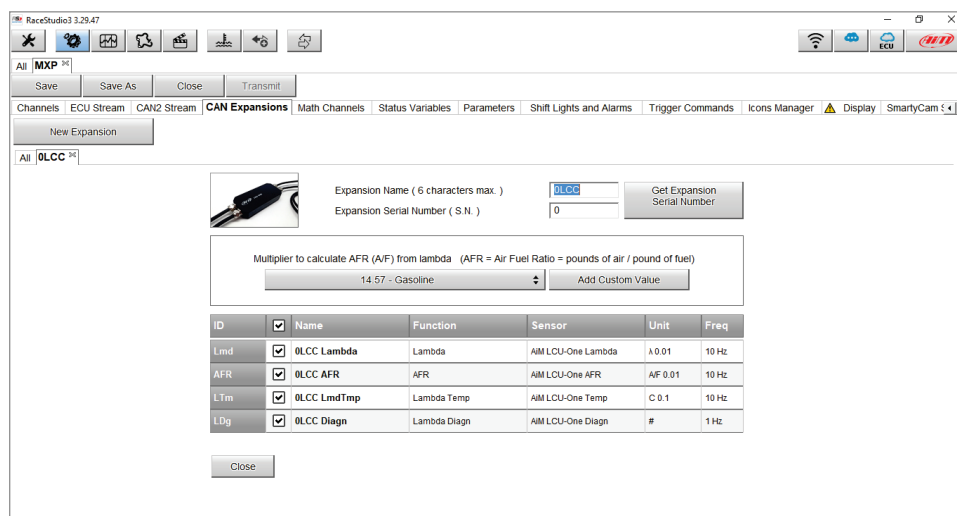 RaceStudio3 3.29.47
ECU
AiM
All MXP
Save Save As Close Transmit
Channels ECU Stream CAN2 Stream CAN Expansions Math Channels Status Variables Parameters Shift Lights and Alarms Trigger Commands Icons Manager Display SmartyCam S
New Expansion
All 0LCC
Expansion Name ( 6 characters max. ) 0LCC Get Expansion
Expansion Serial Number ( S.N. ) 0 Serial Number
Multiplier to calculate AFR (A/F) from lambda (AFR = Air Fuel Ratio = pounds of air / pound of fuel)
14.57 - Gasoline Add Custom Value
ID Name Function Sensor Unit Freq
Lmd 0LCC Lambda Lambda AiM LCU-One Lambda λ 0.01 10 Hz
AFR 0LCC AFR AFR AiM LCU-One AFR A/F 0.01 10 Hz
LTm 0LCC LmdTmp Lambda Temp AiM LCU-One Temp C 0.1 10 Hz
LDg 0LCC Diagn Lambda Diagn AiM LCU-One Diagn # 1 Hz
Close